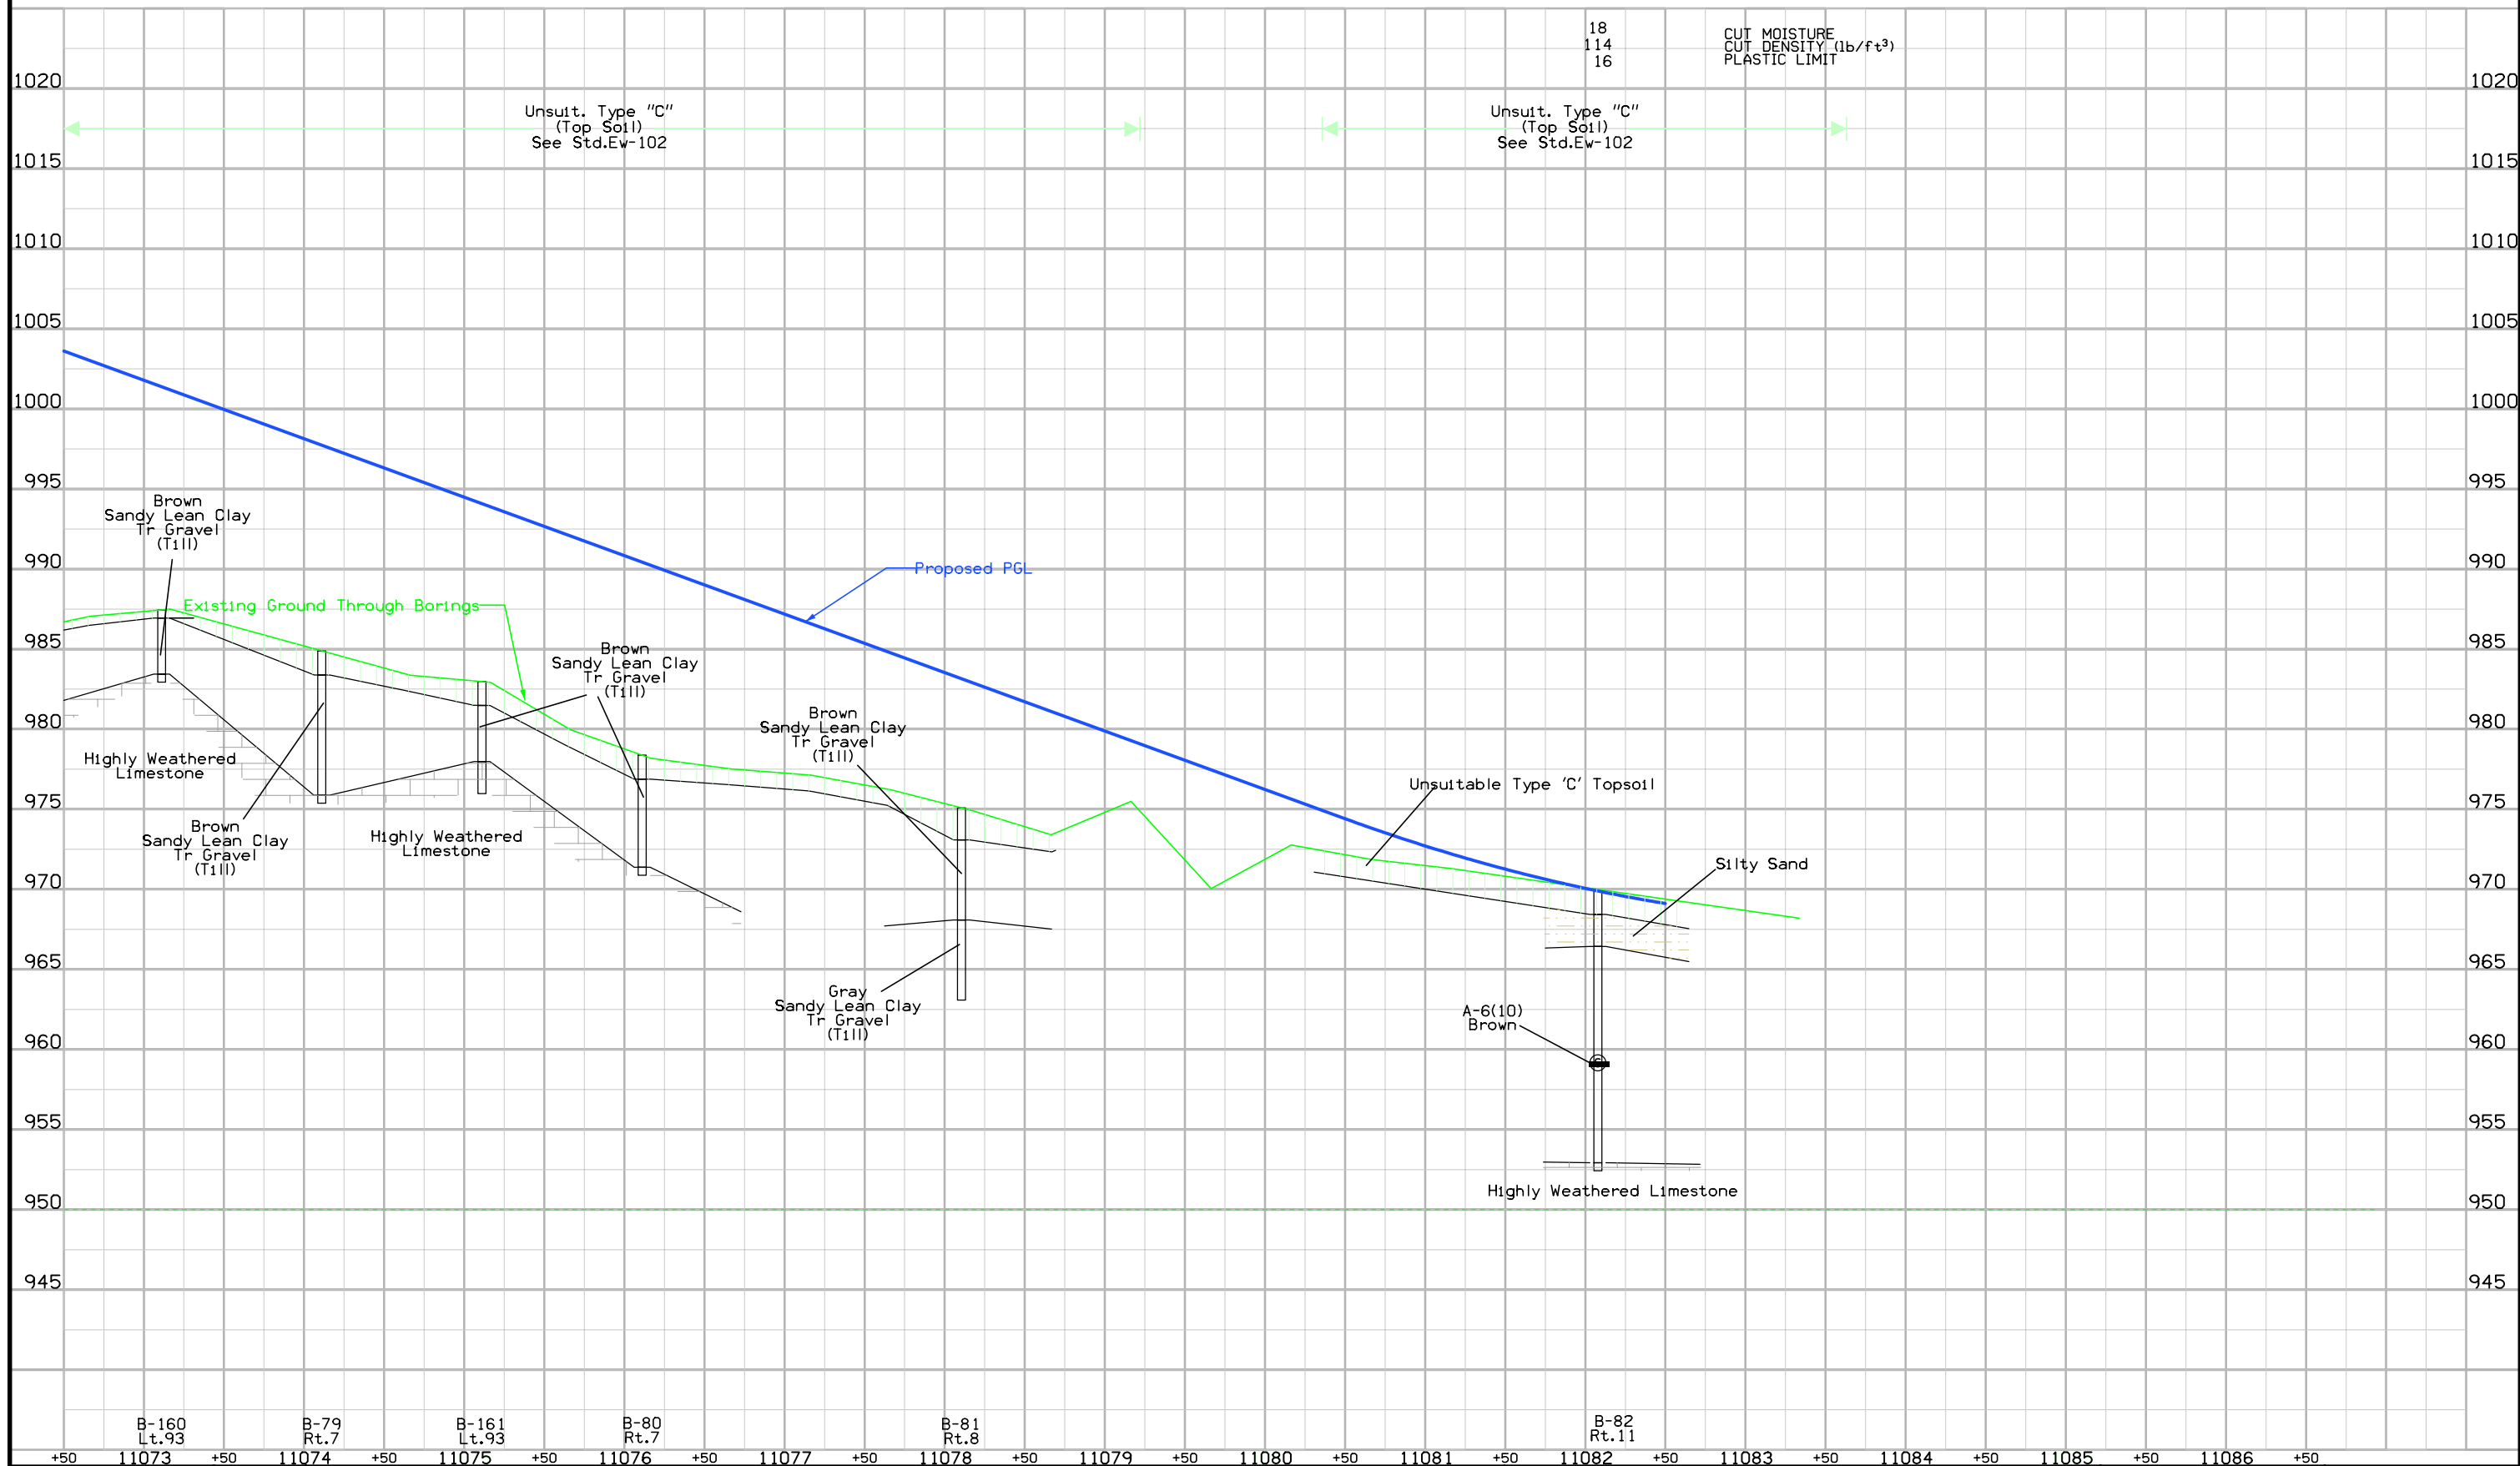 18
114
16
CUT MOISTURE
CUT DENSITY (lb/ft³)
PLASTIC LIMIT
1020
1020
Unsuit. Type "C"
(Top Soil)
See Std.Ew-102
Unsuit. Type "C"
(Top Soil)
See Std.Ew-102
1015
1015
1010
1010
1005
1005
1000
1000
995
995
Brown
Sandy Lean Clay
Tr Gravel
(Till)
990
Proposed PGL
990
Existing Ground Through Borings
985
985
Brown
Sandy Lean Clay
Tr Gravel
(Till)
980
980
Brown
Sandy Lean Clay
Tr Gravel
(Till)
Highly Weathered
Limestone
Unsuitable Type 'C' Topsoil
975
975
Brown
Sandy Lean Clay
Tr Gravel
(Till)
Highly Weathered
Limestone
Silty Sand
970
970
965
965
Gray
Sandy Lean Clay
Tr Gravel
(Till)
A-6(10)
Brown
960
960
955
955
Highly Weathered Limestone
950
950
945
945
B-160
Lt.93
B-79
Rt.7
B-161
Lt.93
B-80
Rt.7
B-81
Rt.8
B-82
Rt.11
+50 11073 +50 11074 +50 11075 +50 11076 +50 11077 +50 11078 +50 11079 +50 11080 +50 11081 +50 11082 +50 11083 +50 11084 +50 11085 +50 11086 +50